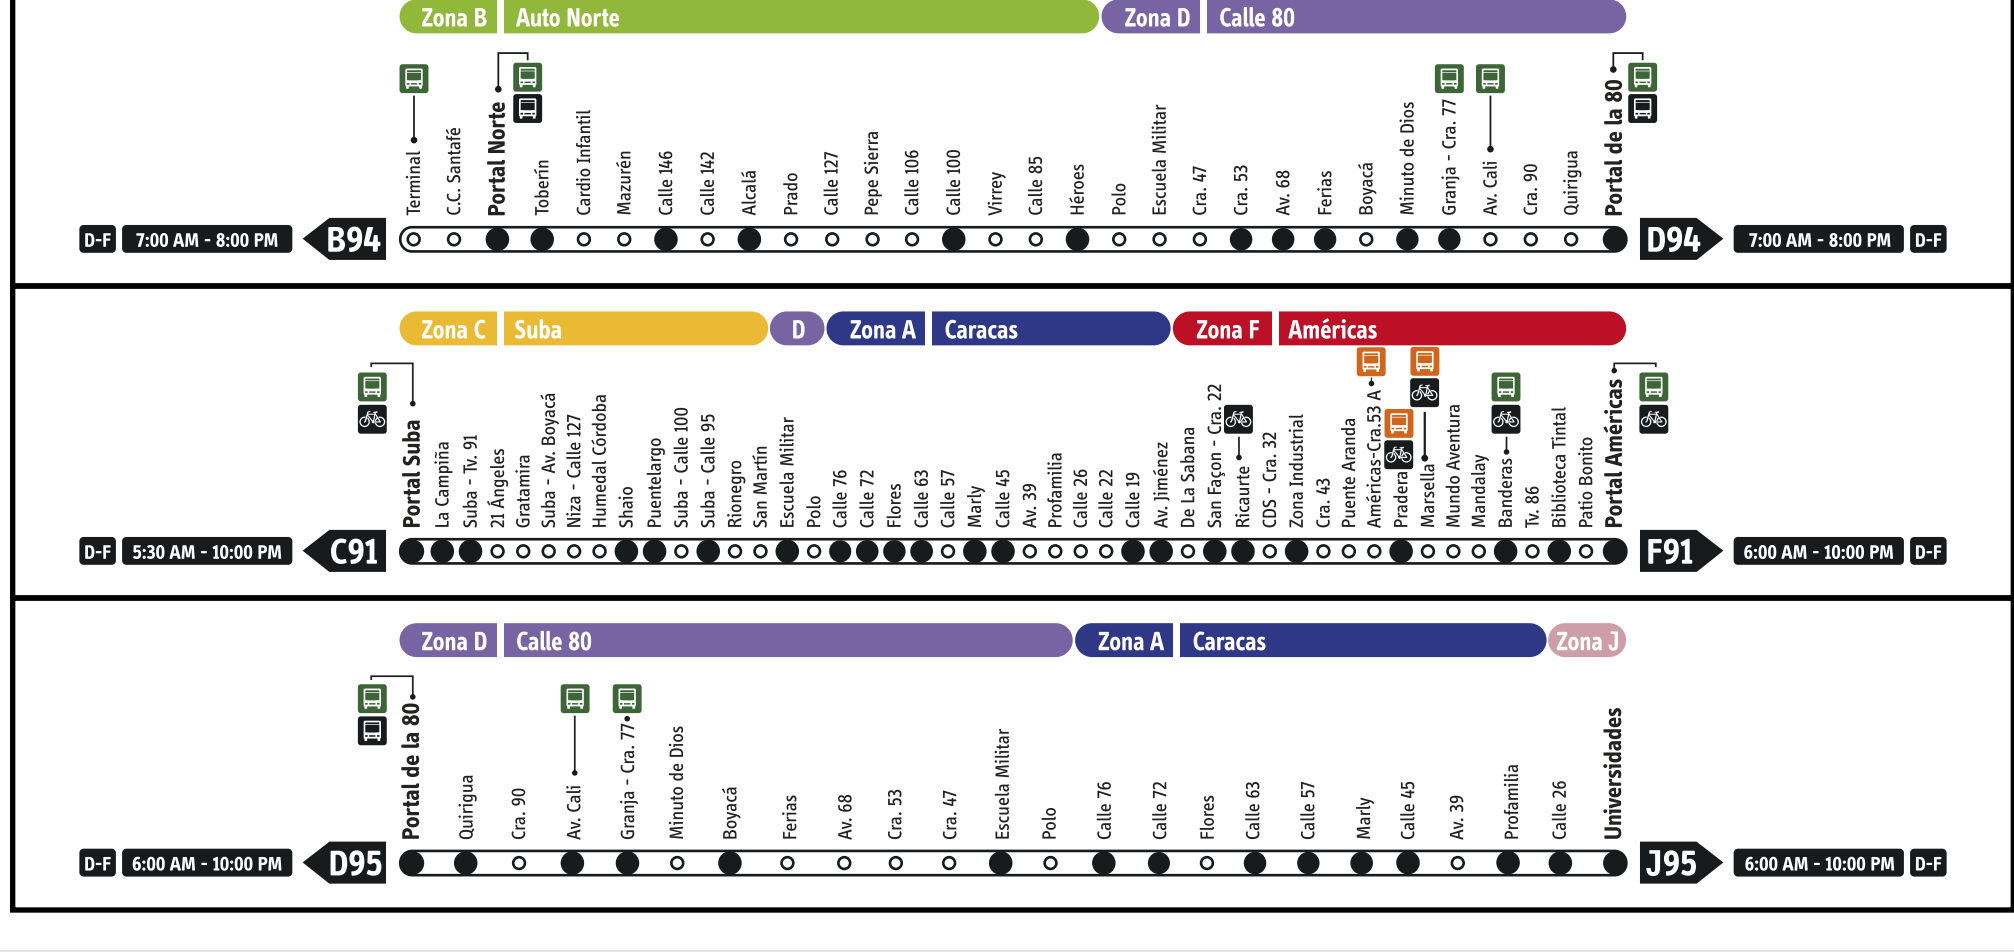 Zona B Auto Norte Zona D Calle 80
Terminal
C.C. Santafé
Portal Norte
Toberín
Cardio Infantil
Mazurén
Calle 146
Calle 142
Alcalá
Prado
Calle 127
Pepe Sierra
Calle 106
Calle 100
Virrey
Calle 85
Héroes
Polo
Escuela Militar
Cra. 47
Cra. 53
Av. 68
Ferias
Boyacá
Minuto de Dios
Granja - Cra. 77
Av. Cali
Cra. 90
Quirigua
Portal de la 80
D-F 7:00 AM - 8:00 PM B94 D94 7:00 AM - 8:00 PM D-F
Zona C Suba D Zona A Caracas Zona F Américas
Portal Suba
La Campiña
Suba - Tv. 91
21 Ángeles
Gratamira
Suba - Av. Boyacá
Niza - Calle 127
Humedal Córdoba
Shaio
Puentelargo
Suba - Calle 100
Suba - Calle 95
Rionegro
San Martín
Escuela Militar
Polo
Calle 76
Calle 72
Flores
Calle 63
Calle 57
Marly
Calle 45
Av. 39
Profamilia
Calle 26
Calle 22
Calle 19
Av. Jiménez
De La Sabana
San Façon - Cra. 22
Ricaurte
CDS - Cra. 32
Zona Industrial
Cra. 43
Puente Aranda
Américas-Cra.53 A
Pradera
Marsella
Mundo Aventura
Mandalay
Banderas
Tv. 86
Biblioteca Tintal
Patio Bonito
Portal Américas
D-F 5:30 AM - 10:00 PM C91 F91 6:00 AM - 10:00 PM D-F
Zona D Calle 80 Zona A Caracas Zona J
Portal de la 80
Quirigua
Cra. 90
Av. Cali
Granja - Cra. 77
Minuto de Dios
Boyacá
Ferias
Av. 68
Cra. 53
Cra. 47
Escuela Militar
Polo
Calle 76
Calle 72
Flores
Calle 63
Calle 57
Marly
Calle 45
Av. 39
Profamilia
Calle 26
Universidades
D-F 6:00 AM - 10:00 PM D95 J95 6:00 AM - 10:00 PM D-F